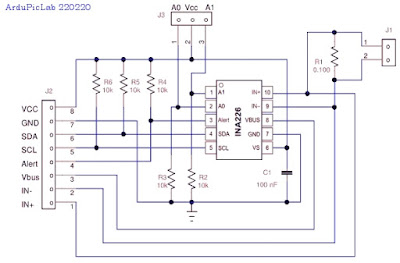 ArduPicLab 220220
J3
A0 Vcc A1
1 2 3
J1
R1
0.100
1
2
R6
10k
R5
10k
R4
10k
J2
VCC 8
GND 7
SDA 6
SCL 5
Alert 4
Vbus 3
IN- 2
IN+ 1
INA226
1 A1 IN+ 10
2 A0 IN- 9
3 Alert VBUS 8
4 SDA GND 7
5 SCL VS 6
R3
10k
R2
10k
C1
100 nF